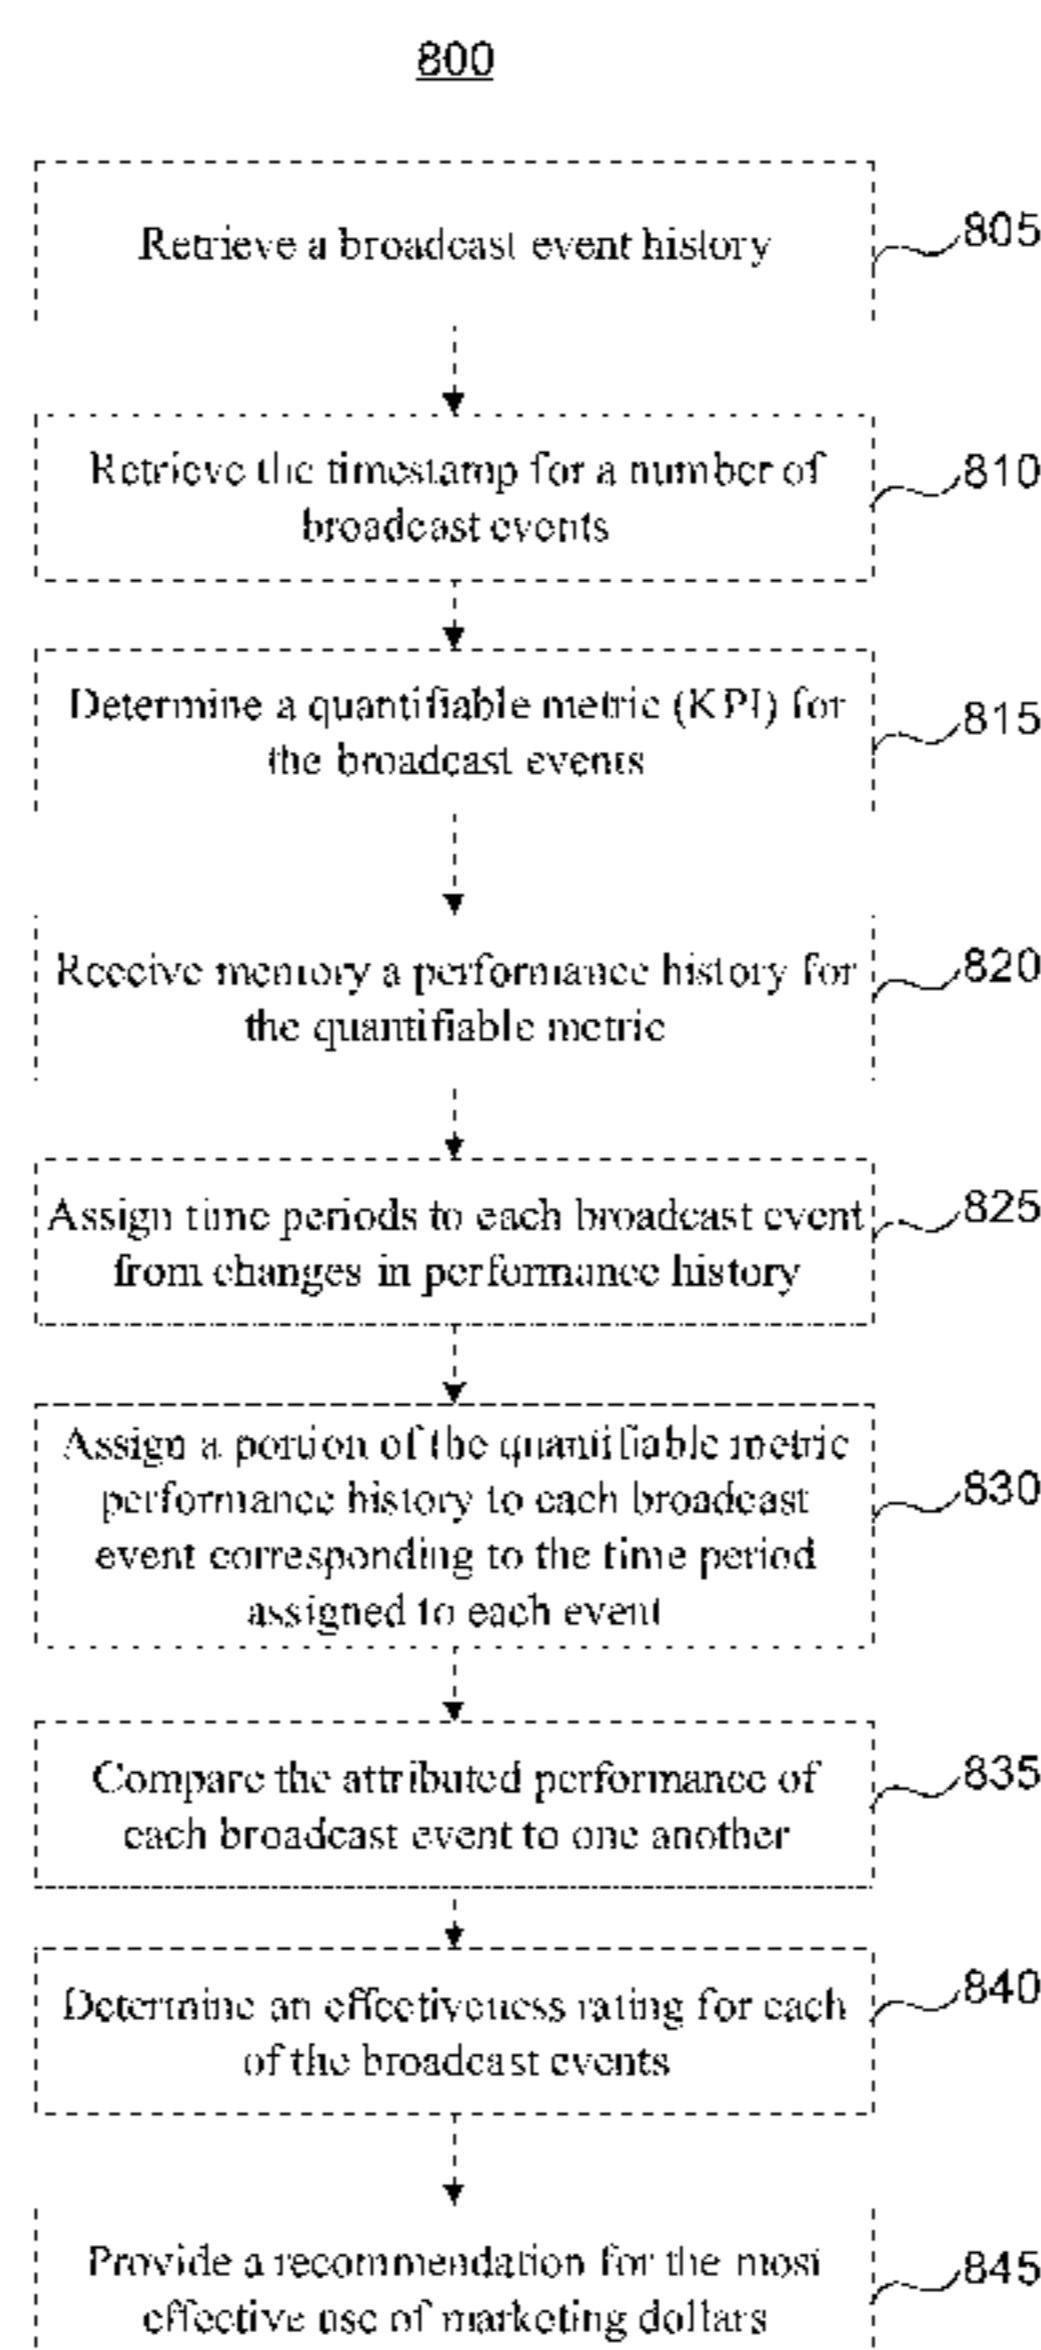 800
Retrieve a broadcast event history
805
Retrieve the timestamp for a number of
broadcast events
810
Determine a quantifiable metric (KPI) for
the broadcast events
815
Receive memory a performance history for
the quantifiable metric
820
Assign time periods to each broadcast event
from changes in performance history
825
Assign a portion of the quantifiable metric
performance history to each broadcast
event corresponding to the time period
assigned to each event
830
Compare the attributed performance of
each broadcast event to one another
835
Determine an effectiveness rating for each
of the broadcast events
840
Provide a recommendation for the most
effective use of marketing dollars
845